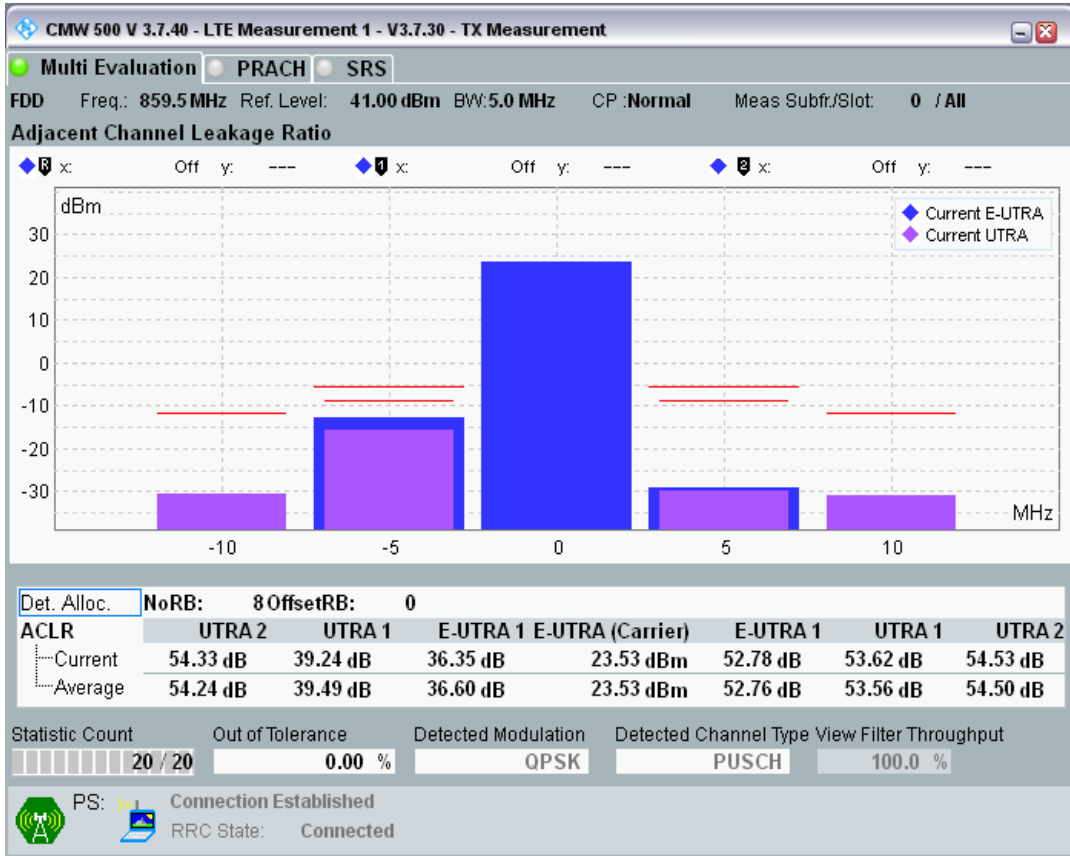 CMW 500 V 3.7.40 - LTE Measurement 1 - V3.7.30 - TX Measurement
Multi Evaluation PRACH SRS
FDD Freq.: 859.5 MHz Ref. Level: 41.00 dBm BW: 5.0 MHz CP :Normal Meas Subfr./Slot: 0 / All
Adjacent Channel Leakage Ratio
R x: Off y: --- 1 x: Off y: --- 2 x: Off y: ---
dBm
Current E-UTRA
Current UTRA
30
20
10
0
-10
-20
-30
MHz
-10 -5 0 5 10
Det. Alloc. NoRB: 8 OffsetRB: 0
ACLR UTRA 2 UTRA 1 E-UTRA 1 E-UTRA (Carrier) E-UTRA 1 UTRA 1 UTRA 2
Current 54.33 dB 39.24 dB 36.35 dB 23.53 dBm 52.78 dB 53.62 dB 54.53 dB
Average 54.24 dB 39.49 dB 36.60 dB 23.53 dBm 52.76 dB 53.56 dB 54.50 dB
Statistic Count Out of Tolerance Detected Modulation Detected Channel Type View Filter Throughput
20 / 20 0.00 % QPSK PUSCH 100.0 %
PS: Connection Established
RRC State: Connected